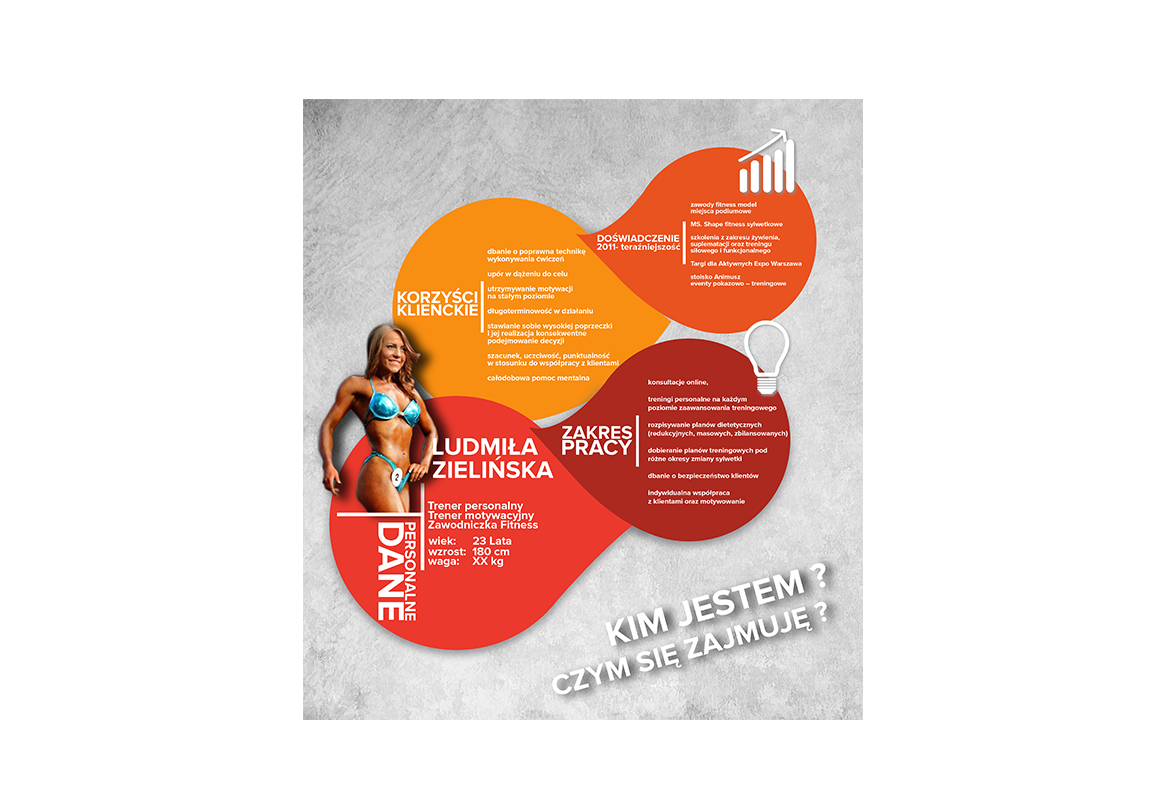 zawody fitness model
miejsca podiumowe
MS. Shape fitness sylwetkowe
szkolenia z zakresu żywienia,
suplematacji oraz treningu
siłowego i funkcjonalnego
Targi dla Aktywnych Expo Warszawa
stoisko Animusz
eventy pokazowo – treningowe
DOŚWIADCZENIE
2011- teraźniejszość
KORZYŚCI
KLIENCKIE
dbanie o poprawna technikę
wykonywania ćwiczeń
upór w dążeniu do celu
utrzymywanie motywacji
na stałym poziomie
długoterminowość w działaniu
stawianie sobie wysokiej poprzeczki
i jej realizacja konsekwentne
podejmowanie decyzji
szacunek, uczciwość, punktualność
w stosunku do współpracy z klientami
całodobowa pomoc mentalna
ZAKRES
PRACY
konsultacje online,
treningi personalne na każdym
poziomie zaawansowania treningowego
rozpisywanie planów dietetycznych
(redukcyjnych, masowych, zbilansowanych)
dobieranie planów treningowych pod
różne okresy zmiany sylwetki
dbanie o bezpieczeństwo klientów
indywidualna współpraca
z klientami oraz motywowanie
2
LUDMIŁA
ZIELIŃSKA
Trener personalny
Trener motywacyjny
Zawodniczka Fitness
wiek: 23 Lata
wzrost: 180 cm
waga: XX kg
PERSONALNE
DANE
KIM JESTEM ?
CZYM SIĘ ZAJMUJĘ ?